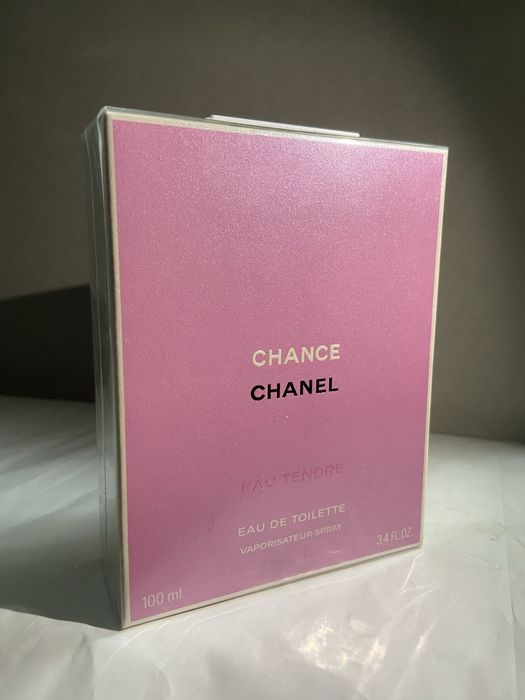 CHANCE
CHANEL
EAU TENDRE
EAU DE TOILETTE
VAPORISATEUR SPRAY
100 ml
3.4 FL.OZ.